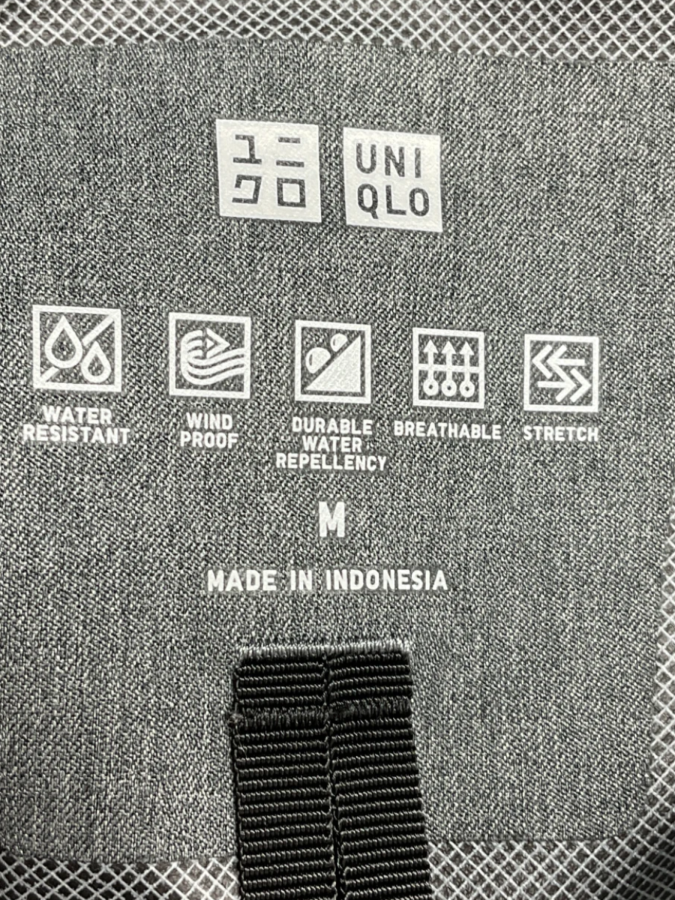 ユニ
クロ
UNI
QLO
WATER
RESISTANT
WIND
PROOF
DURABLE
WATER
REPELLENCY
BREATHABLE
STRETCH
M
MADE IN INDONESIA